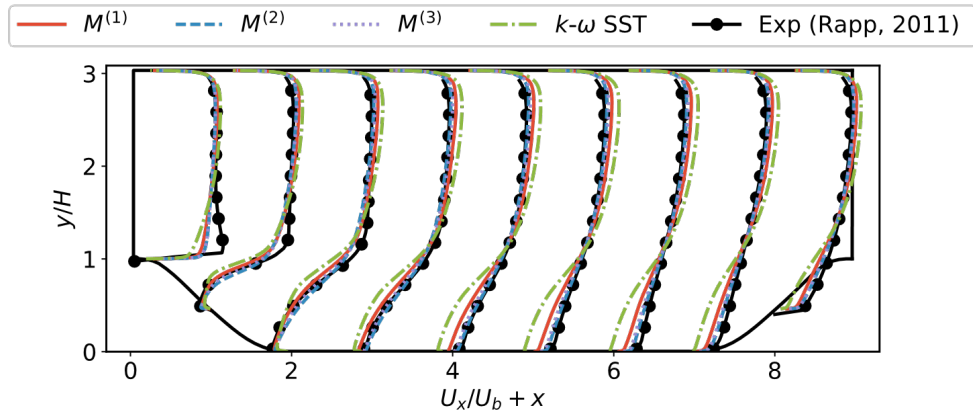 M(1) M(2) M(3) k-ω SST Exp (Rapp, 2011)
3
2
1
0
y/H
0 2 4 6 8
Ux/Ub + x